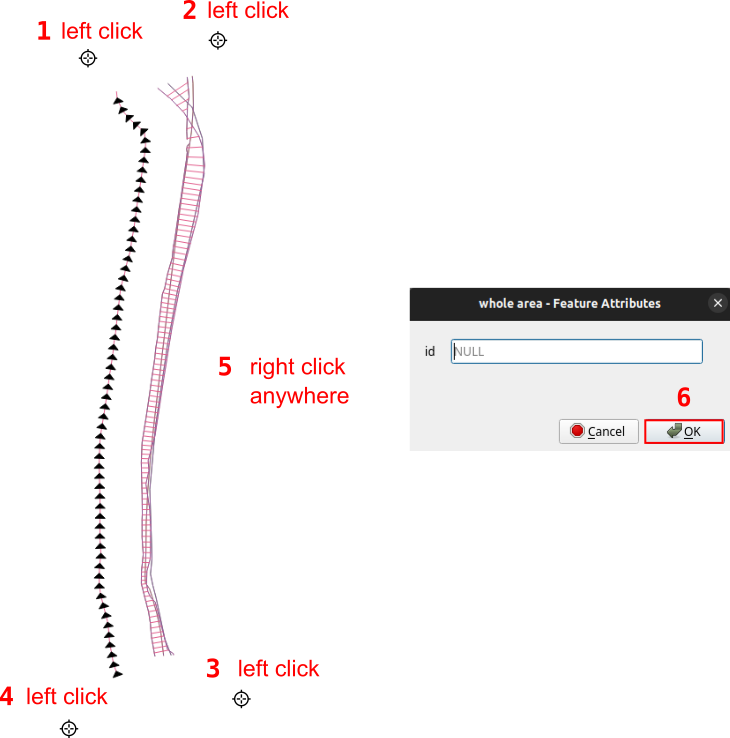 1 left click
2 left click
whole area - Feature Attributes
id NULL
5 right click
anywhere
6
Cancel OK
3 left click
4 left click